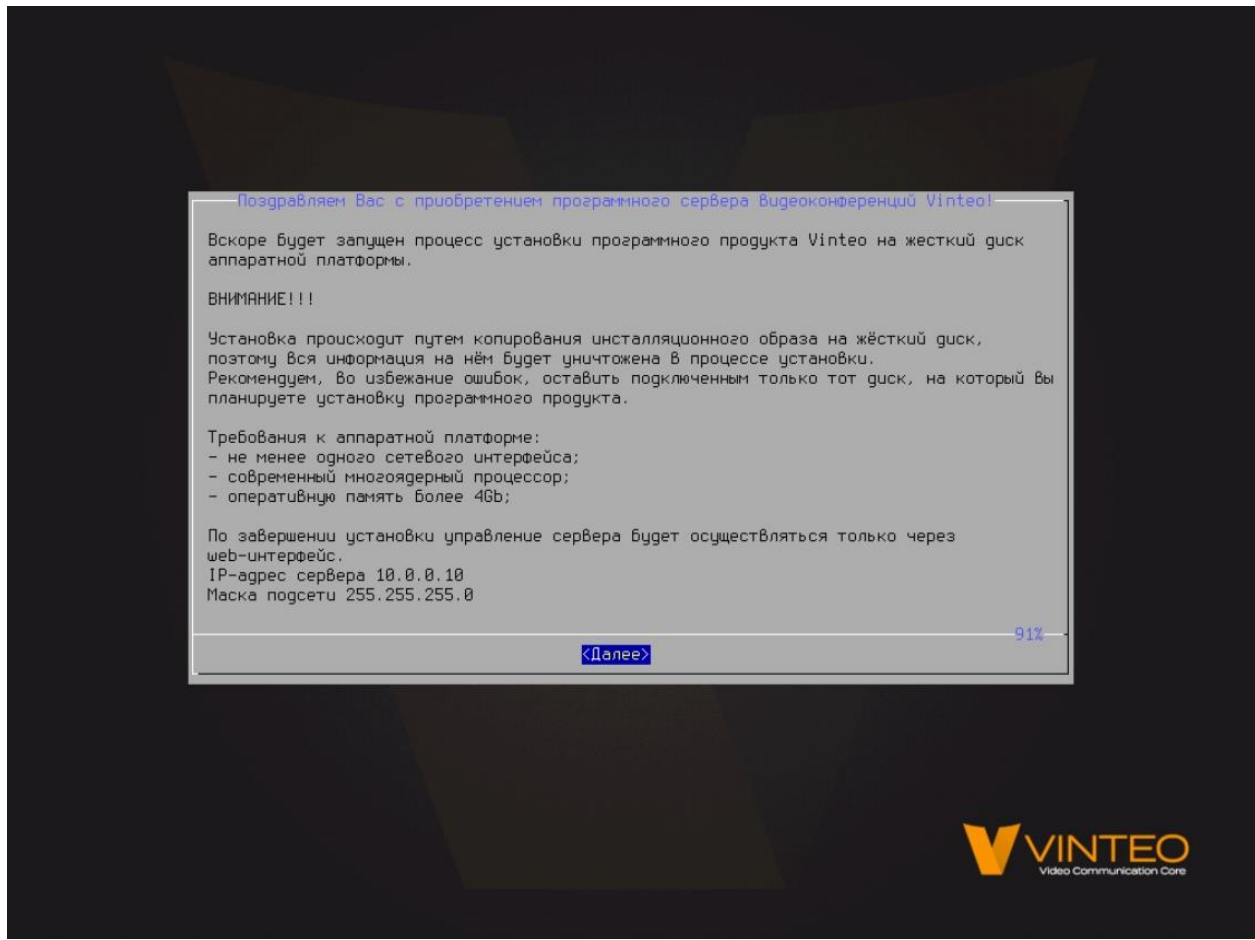 Поздравляем Вас с приобретением программного сервера видеоконференций Vinteo!
Вскоре будет запущен процесс установки программного продукта Vinteo на жесткий диск
аппаратной платформы.
ВНИМАНИЕ!!!
Установка происходит путем копирования инсталляционного образа на жёсткий диск,
поэтому вся информация на нём будет уничтожена в процессе установки.
Рекомендуем, во избежание ошибок, оставить подключенным только тот диск, на который Вы
планируете установку программного продукта.
Требования к аппаратной платформе:
- не менее одного сетевого интерфейса;
- современный многоядерный процессор;
- оперативную память более 4Gb;
По завершении установки управление сервера будет осуществляться только через
web-интерфейс.
IP-адрес сервера 10.0.0.10
Маска подсети 255.255.255.0
91%
<Далее>
VINTEO
Video Communication Core